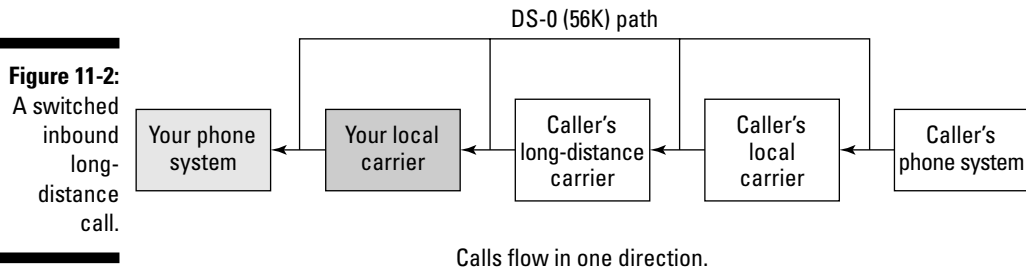 DS-0 (56K) path
Figure 11-2:
A switched
inbound
long-
distance
call.
Your phone
system
Your local
carrier
Caller's
long-distance
carrier
Caller's
local
carrier
Caller's
phone system
Calls flow in one direction.